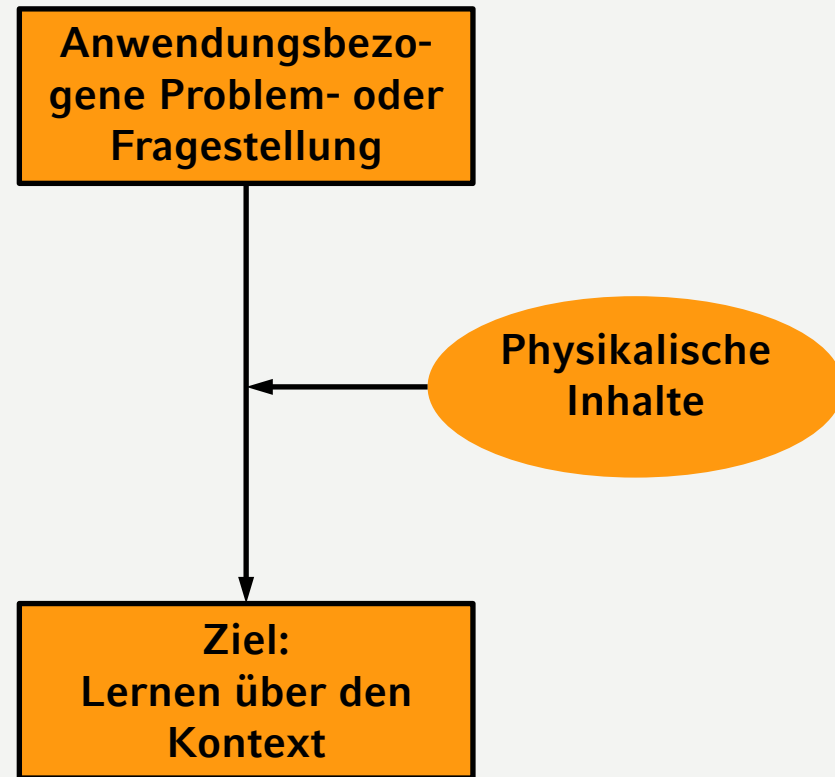 Anwendungsbezo-
gene Problem- oder
Fragestellung
Physikalische
Inhalte
Ziel:
Lernen über den
Kontext